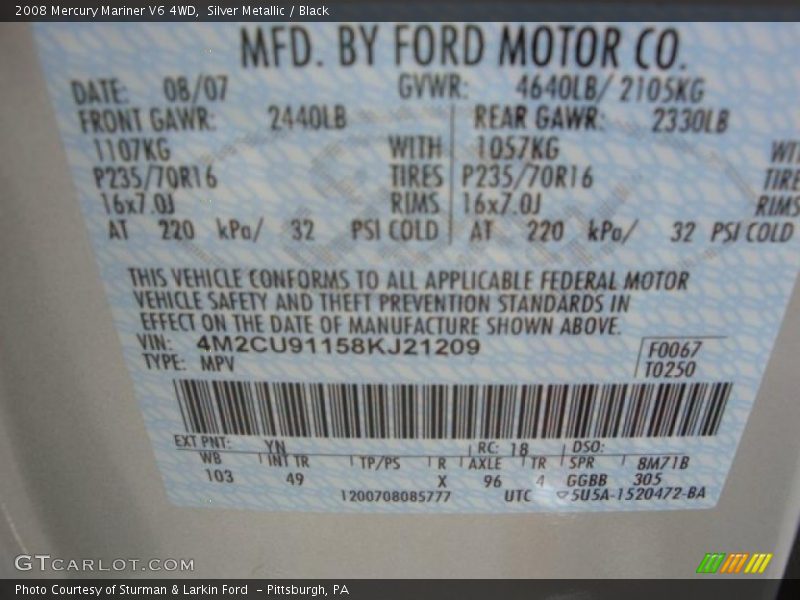 2008 Mercury Mariner V6 4WD,  Silver Metallic / Black
MFD. BY FORD MOTOR CO.
DATE: 08/07 GVWR: 4640LB/ 2105KG
FRONT GAWR: 2440LB REAR GAWR: 2330LB
1107KG WITH 1057KG WIT
P235/70R16 TIRES P235/70R16 TIRE
16x7.0J RIMS 16x7.0J RIMS
AT 220 kPa/ 32 PSI COLD AT 220 kPa/ 32 PSI COLD
THIS VEHICLE CONFORMS TO ALL APPLICABLE FEDERAL MOTOR
VEHICLE SAFETY AND THEFT PREVENTION STANDARDS IN
EFFECT ON THE DATE OF MANUFACTURE SHOWN ABOVE.
VIN: 4M2CU91158KJ21209 F0067
TYPE: MPV T0250
EXT PNT: YN RC: 18 DSO:
WB INT TR TP/PS R AXLE TR SPR 8M71B
103 49 X 96 4 GGBB 305
1200708085777 UTC 5U5A-1520472-BA
GTCARLOT.COM
Photo Courtesy of Sturman & Larkin Ford  - Pittsburgh, PA